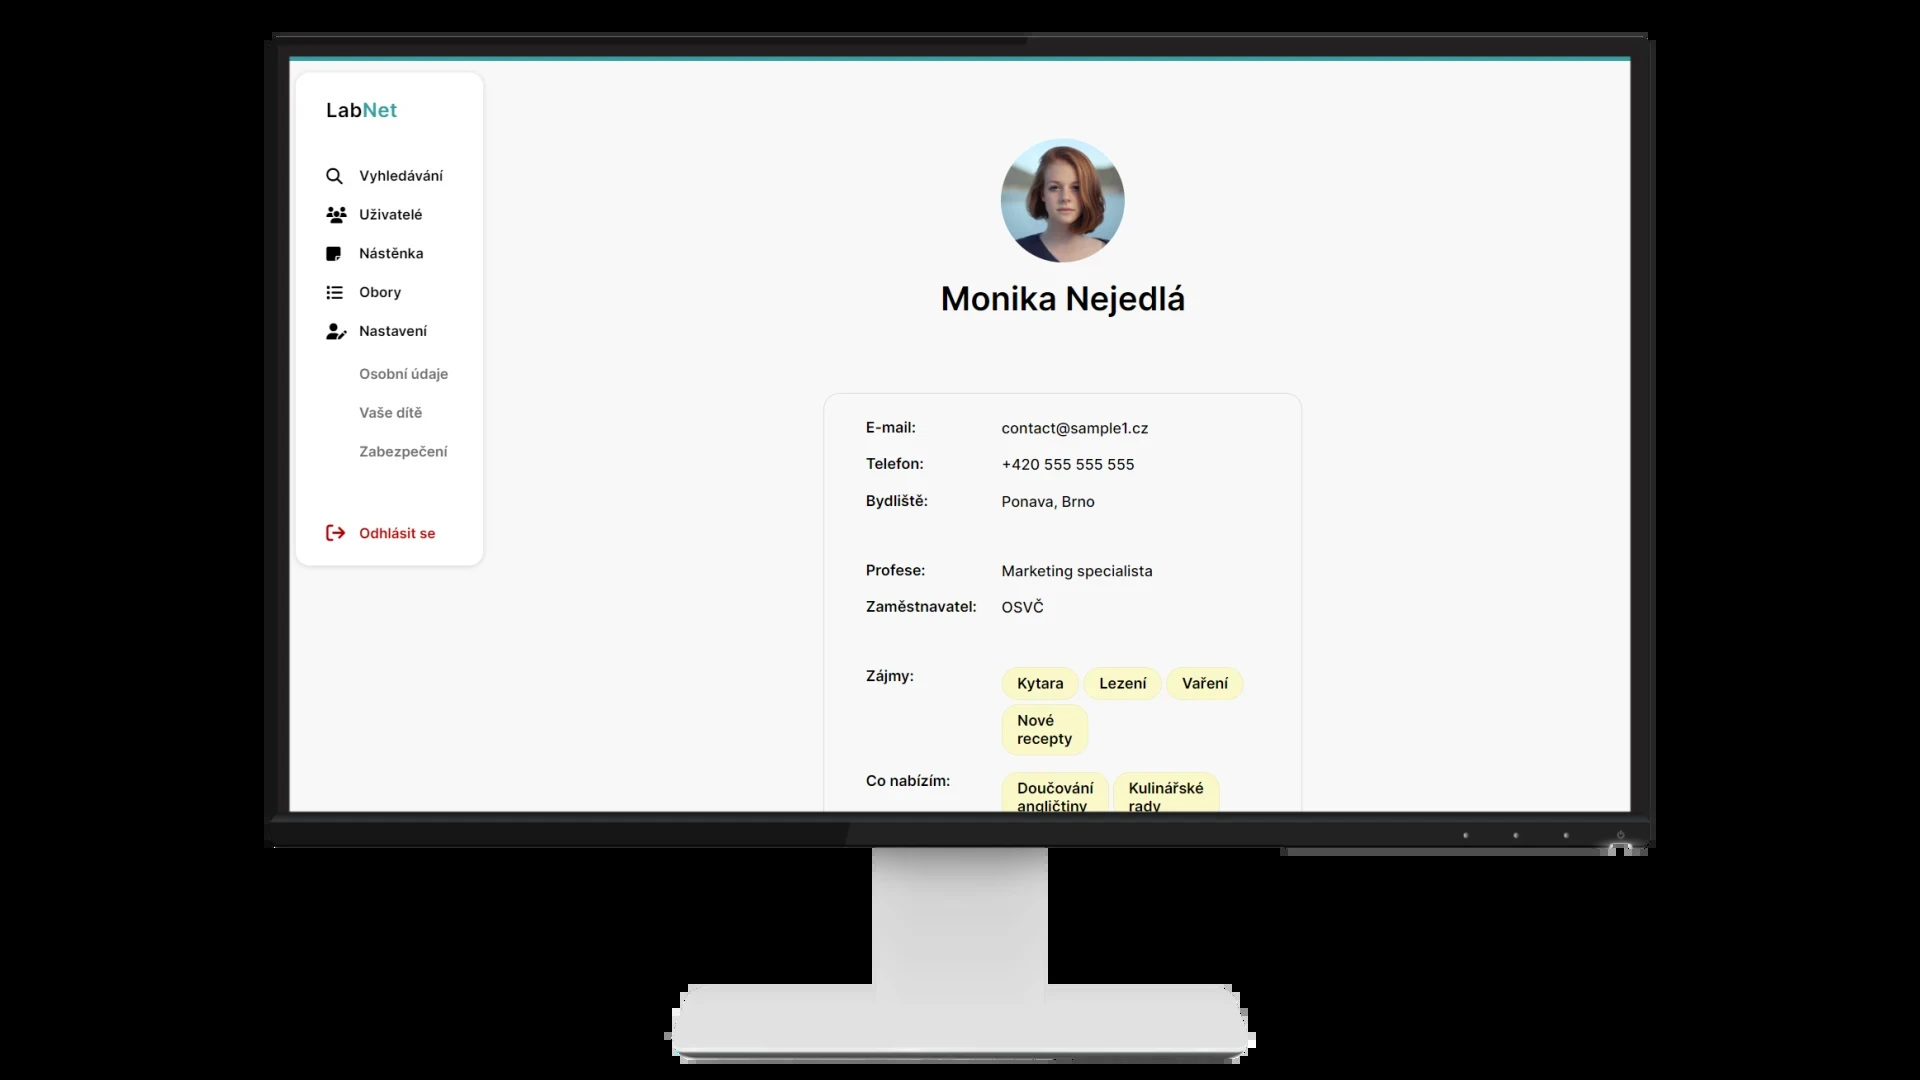 LabNet
Vyhledávání
Uživatelé
Nástěnka
Obory
Nastavení
Osobní údaje
Vaše dítě
Zabezpečení
Odhlásit se
Monika Nejedlá
E-mail: contact@sample1.cz
Telefon: +420 555 555 555
Bydliště: Ponava, Brno
Profese: Marketing specialista
Zaměstnavatel: OSVČ
Zájmy: Kytara Lezení Vaření
Nové
recepty
Co nabízím: Doučování Kulinářské
angličtiny rady